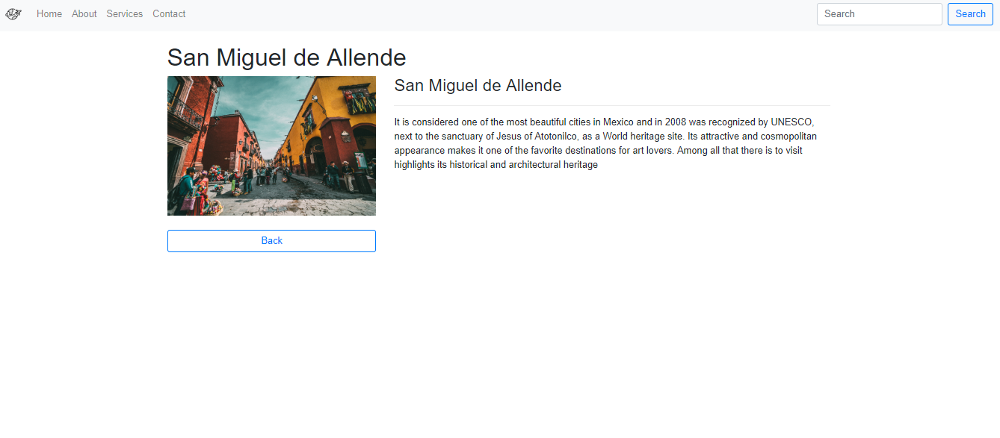 Home About Services Contact Search Search
San Miguel de Allende
San Miguel de Allende
It is considered one of the most beautiful cities in Mexico and in 2008 was recognized by UNESCO,
next to the sanctuary of Jesus of Atotonilco, as a World heritage site. Its attractive and cosmopolitan
appearance makes it one of the favorite destinations for art lovers. Among all that there is to visit
highlights its historical and architectural heritage
Back